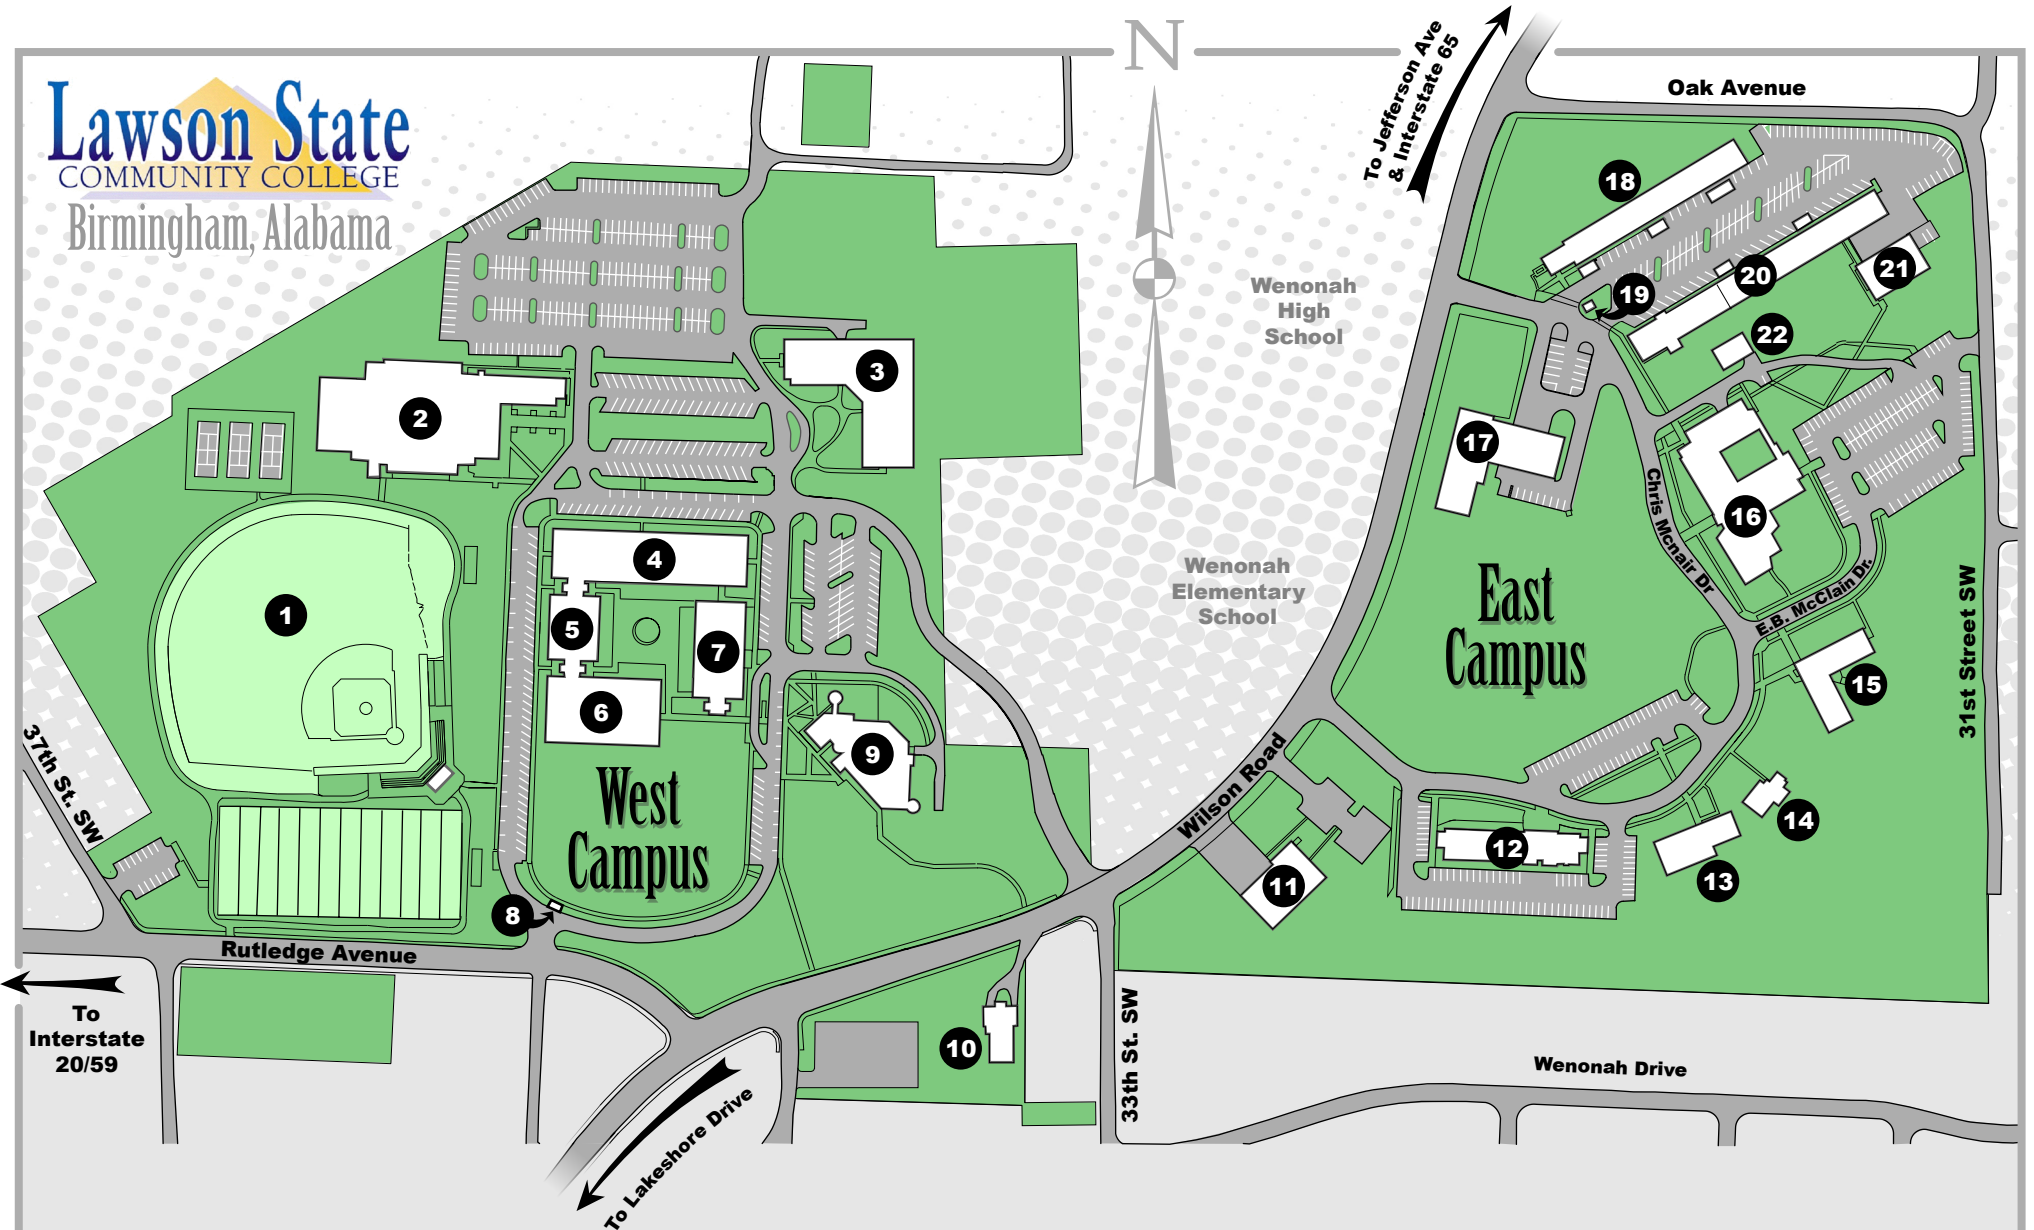 Lawson State
COMMUNITY COLLEGE
Birmingham, Alabama
N
To Jefferson Ave
& Interstate 65
Oak Avenue
18
19
20
21
22
Wenonah
High
School
3
2
17
16
Chris Mcnair Dr
4
Wenonah
Elementary
School
East
Campus
E.B. McClain Dr.
31st Street SW
1
5
7
6
9
15
37th St. SW
West
Campus
Wilson Road
14
12
13
11
8
Rutledge Avenue
To
Interstate
20/59
10
33th St. SW
Wenonah Drive
To Lakeshore Drive